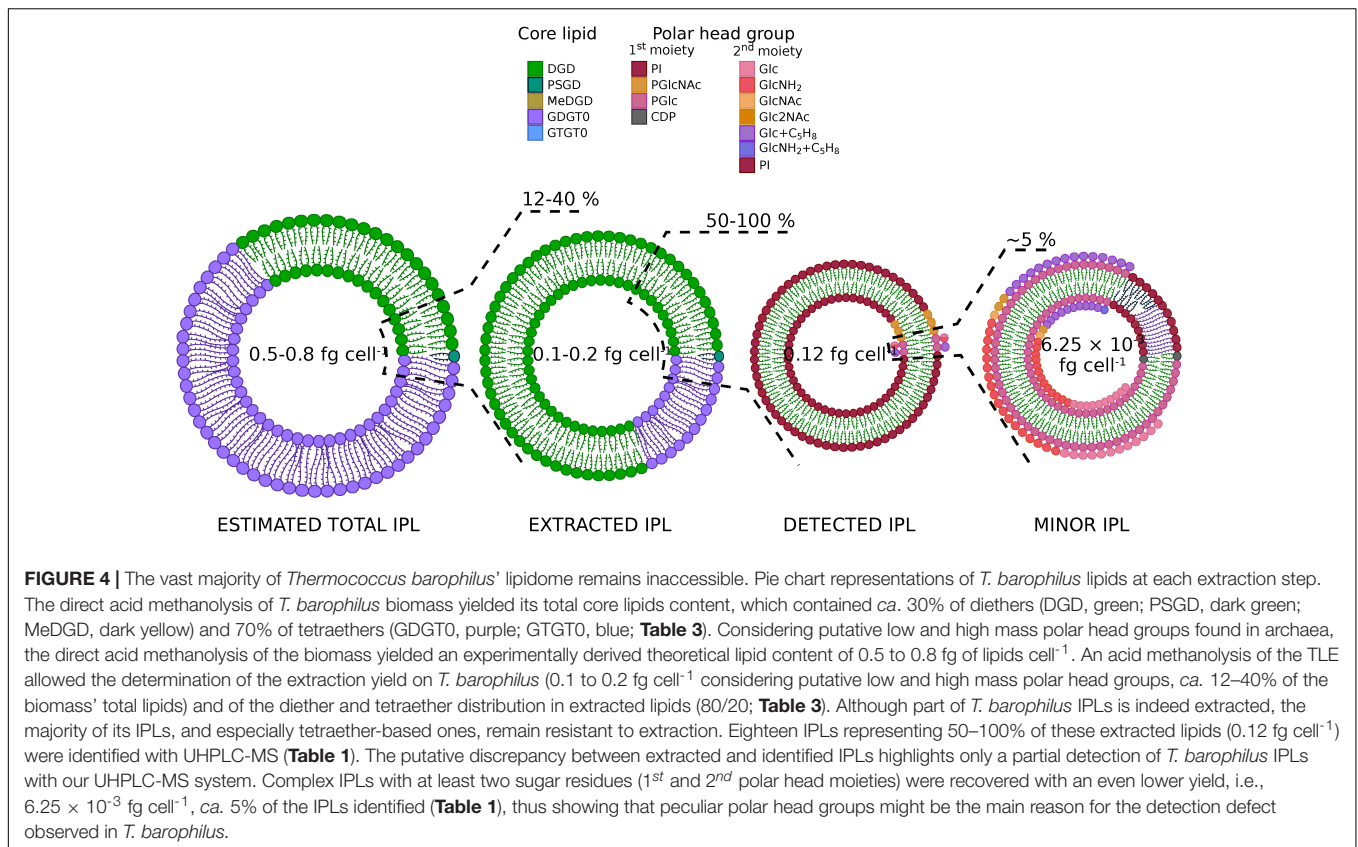 Core lipid
Polar head group
1st moiety
2nd moiety
DGD
PSGD
MeDGD
GDGT0
GTGT0
PI
PGlcNAc
PGlc
CDP
Glc
GlcNH2
GlcNAc
Glc2NAc
Glc+C5H8
GlcNH2+C5H8
PI
12-40 %
50-100 %
~5 %
0.5-0.8 fg cell-1
0.1-0.2 fg cell-1
0.12 fg cell-1
6.25 × 10-3
fg cell-1
ESTIMATED TOTAL IPL
EXTRACTED IPL
DETECTED IPL
MINOR IPL
FIGURE 4 | The vast majority of Thermococcus barophilus' lipidome remains inaccessible. Pie chart representations of T. barophilus lipids at each extraction step.
The direct acid methanolysis of T. barophilus biomass yielded its total core lipids content, which contained ca. 30% of diethers (DGD, green; PSGD, dark green;
MeDGD, dark yellow) and 70% of tetraethers (GDGT0, purple; GTGT0, blue; Table 3). Considering putative low and high mass polar head groups found in archaea,
the direct acid methanolysis of the biomass yielded an experimentally derived theoretical lipid content of 0.5 to 0.8 fg of lipids cell-1. An acid methanolysis of the TLE
allowed the determination of the extraction yield on T. barophilus (0.1 to 0.2 fg cell-1 considering putative low and high mass polar head groups, ca. 12–40% of the
biomass' total lipids) and of the diether and tetraether distribution in extracted lipids (80/20; Table 3). Although part of T. barophilus IPLs is indeed extracted, the
majority of its IPLs, and especially tetraether-based ones, remain resistant to extraction. Eighteen IPLs representing 50–100% of these extracted lipids (0.12 fg cell-1)
were identified with UHPLC-MS (Table 1). The putative discrepancy between extracted and identified IPLs highlights only a partial detection of T. barophilus IPLs
with our UHPLC-MS system. Complex IPLs with at least two sugar residues (1st and 2nd polar head moieties) were recovered with an even lower yield, i.e.,
6.25 × 10-3 fg cell-1, ca. 5% of the IPLs identified (Table 1), thus showing that peculiar polar head groups might be the main reason for the detection defect
observed in T. barophilus.